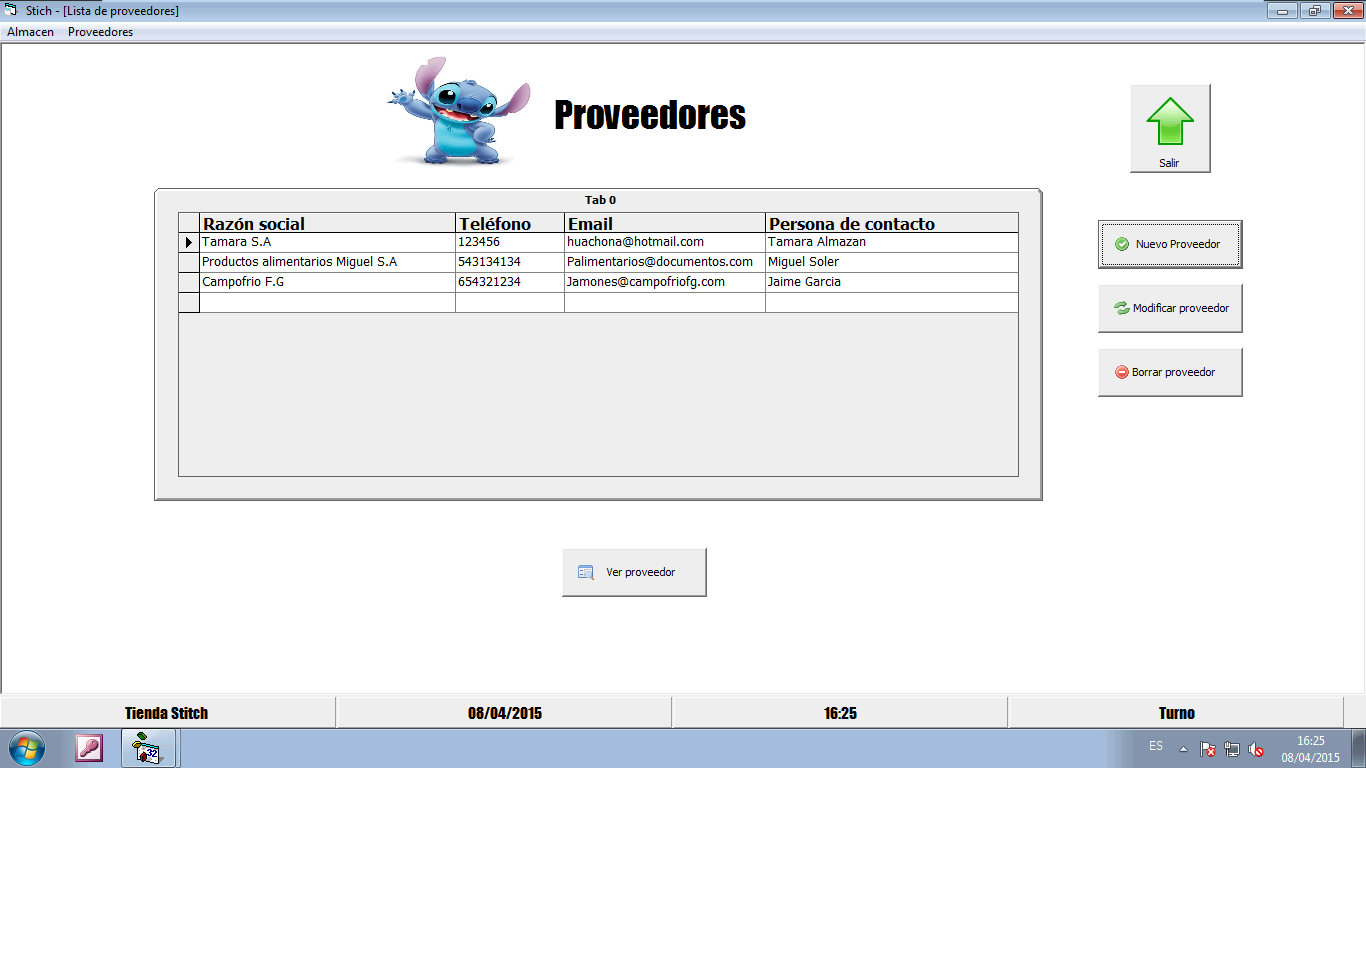 Stich - [Lista de proveedores]
Almacen Proveedores
Proveedores
Salir
Tab 0
Razón social Teléfono Email Persona de contacto
Tamara S.A 123456 huachona@hotmail.com Tamara Almazan
Productos alimentarios Miguel S.A 543134134 Palimentarios@documentos.com Miguel Soler
Campofrio F.G 654321234 Jamones@campofriofg.com Jaime Garcia
Nuevo Proveedor
Modificar proveedor
Borrar proveedor
Ver proveedor
Tienda Stitch 08/04/2015 16:25 Turno
32
ES
16:25
08/04/2015